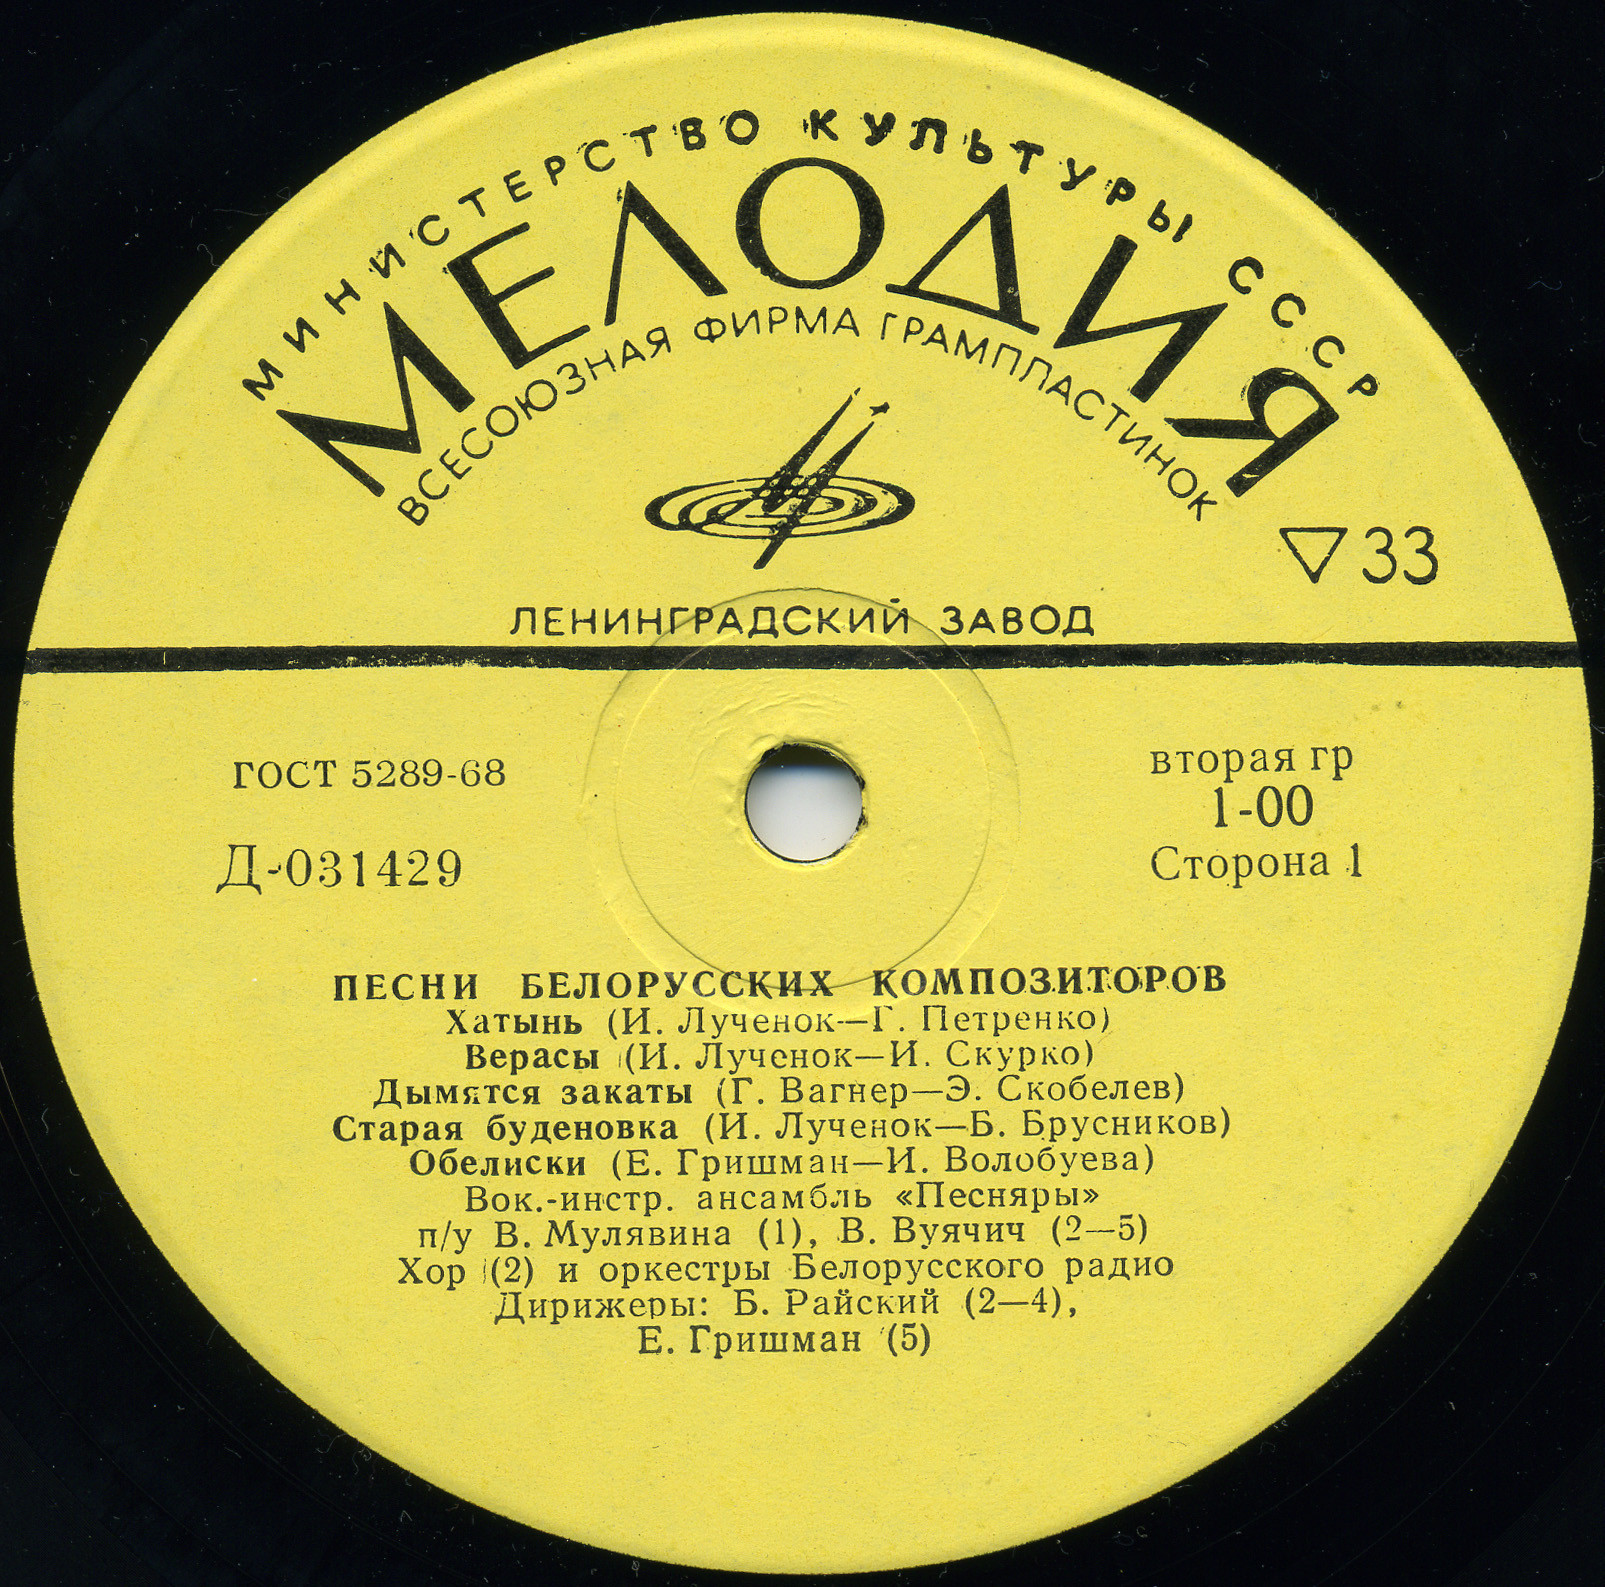 МИНИСТЕРСТВО КУЛЬТУРЫ СССР
МЕЛОДИЯ
ВСЕСОЮЗНАЯ ФИРМА ГРАМПЛАСТИНОК
33
ЛЕНИНГРАДСКИЙ ЗАВОД
ГОСТ 5289-68
вторая гр
1-00
Д-031429
Сторона 1
ПЕСНИ БЕЛОРУССКИХ КОМПОЗИТОРОВ
Хатынь (И. Лученок—Г. Петренко)
Верасы (И. Лученок—И. Скурко)
Дымятся закаты (Г. Вагнер—Э. Скобелев)
Старая буденовка (И. Лученок—Б. Брусников)
Обелиски (Е. Гришман—И. Волобуева)
Вок.-инстр. ансамбль «Песняры»
п/у В. Мулявина (1), В. Вуячич (2—5)
Хор (2) и оркестры Белорусского радио
Дирижеры: Б. Райский (2—4),
Е. Гришман (5)